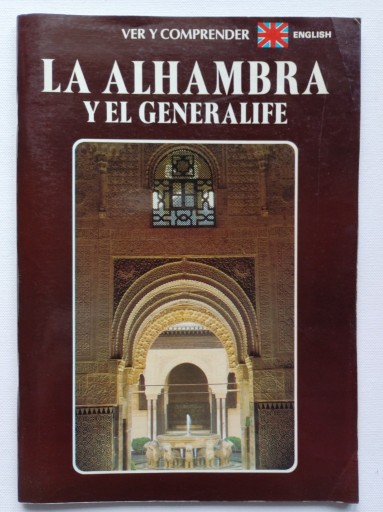 VER Y COMPRENDER ENGLISH
LA ALHAMBRA
Y EL GENERALIFE